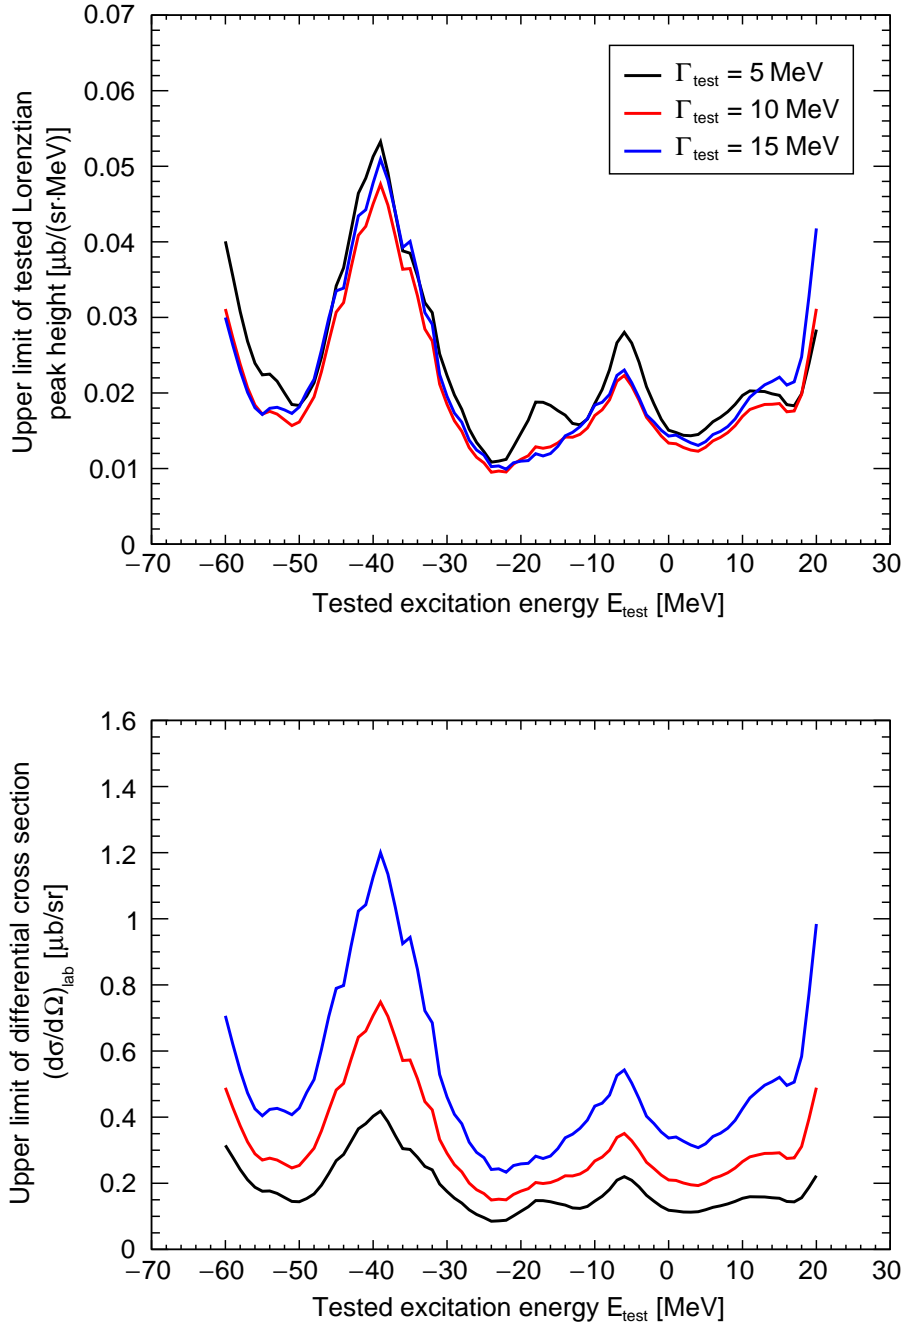 Upper limit of tested Lorenztian
peak height [μb/(sr·MeV)]
0.07
0.06
0.05
0.04
0.03
0.02
0.01
0
Γtest = 5 MeV
Γtest = 10 MeV
Γtest = 15 MeV
−70 −60 −50 −40 −30 −20 −10 0 10 20 30
Tested excitation energy Etest [MeV]
Upper limit of differential cross section
(dσ/dΩ)lab [μb/sr]
1.6
1.4
1.2
1
0.8
0.6
0.4
0.2
0
−70 −60 −50 −40 −30 −20 −10 0 10 20 30
Tested excitation energy Etest [MeV]